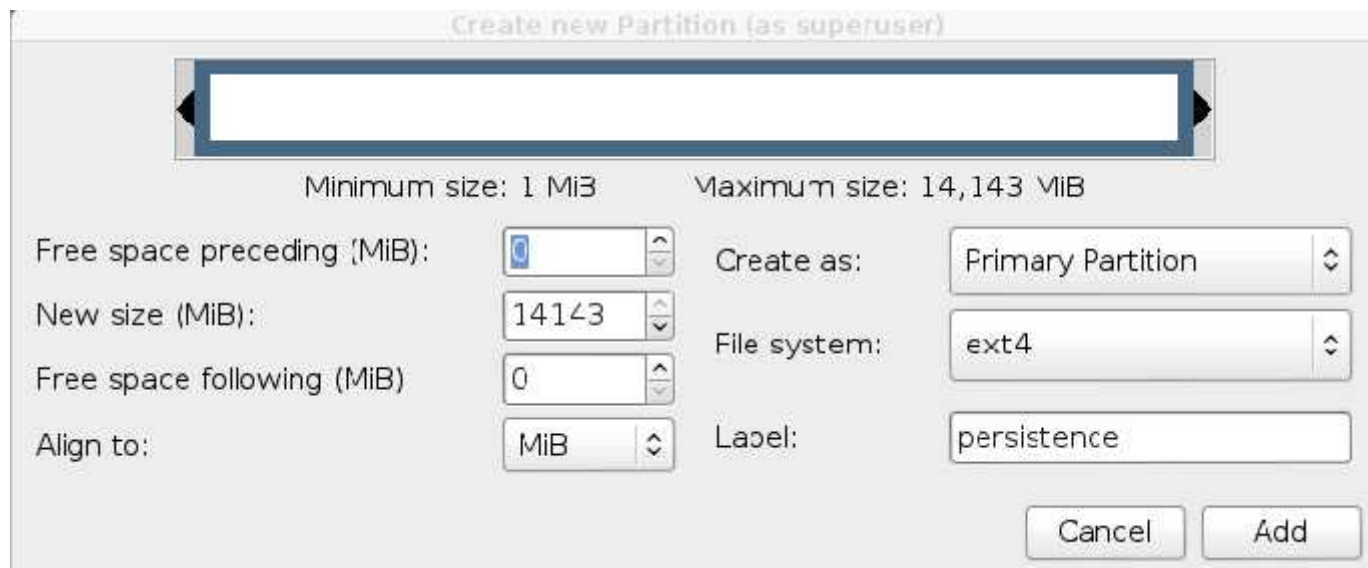 Create new Partition (as superuser)
Minimum size: 1 MiB Maximum size: 14,143 MiB
Free space preceding (MiB): 0
Create as: Primary Partition
New size (MiB): 14143
File system: ext4
Free space following (MiB) 0
Align to: MiB
Label: persistence
Cancel Add